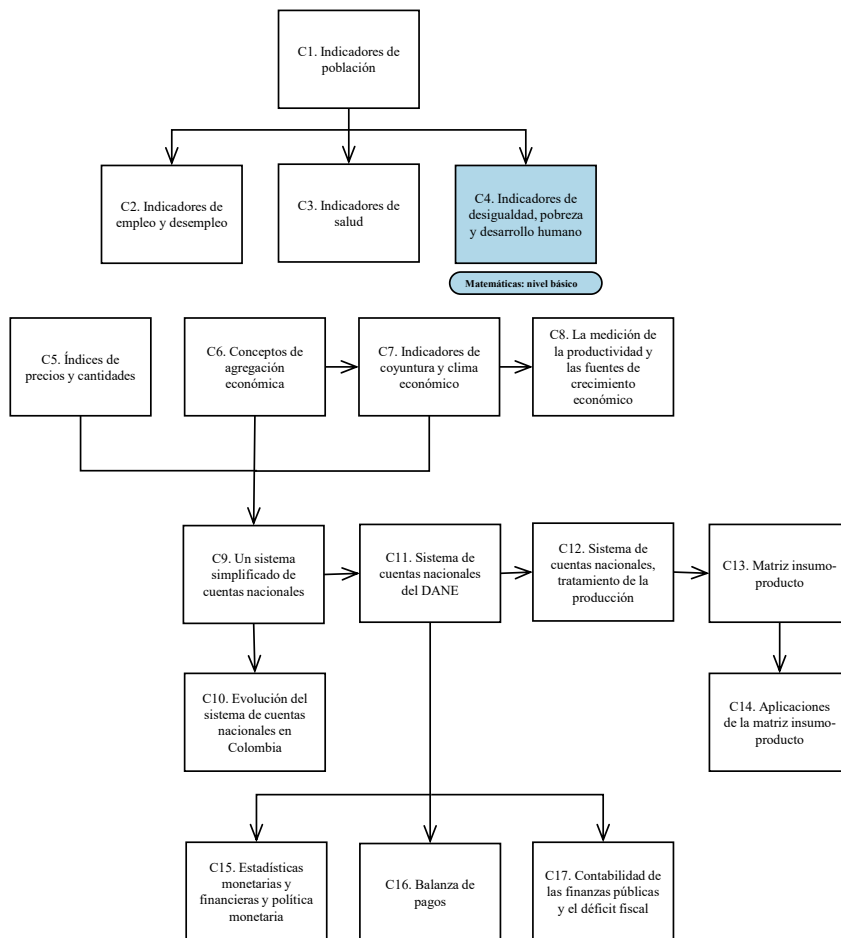 C1. Indicadores de
población
C2. Indicadores de
empleo y desempleo
C3. Indicadores de
salud
C4. Indicadores de
desigualdad, pobreza
y desarrollo humano
Matemáticas: nivel básico
C5. Índices de
precios y cantidades
C6. Conceptos de
agregación
económica
C7. Indicadores de
coyuntura y clima
económico
C8. La medición de
la productividad y
las fuentes de
crecimiento
económico
C9. Un sistema
simplificado de
cuentas nacionales
C11. Sistema de
cuentas nacionales
del DANE
C12. Sistema de
cuentas nacionales,
tratamiento de la
producción
C13. Matriz insumo-
producto
C10. Evolución del
sistema de cuentas
nacionales en
Colombia
C14. Aplicaciones
de la matriz insumo-
producto
C15. Estadísticas
monetarias y
financieras y política
monetaria
C16. Balanza de
pagos
C17. Contabilidad de
las finanzas públicas
y el déficit fiscal